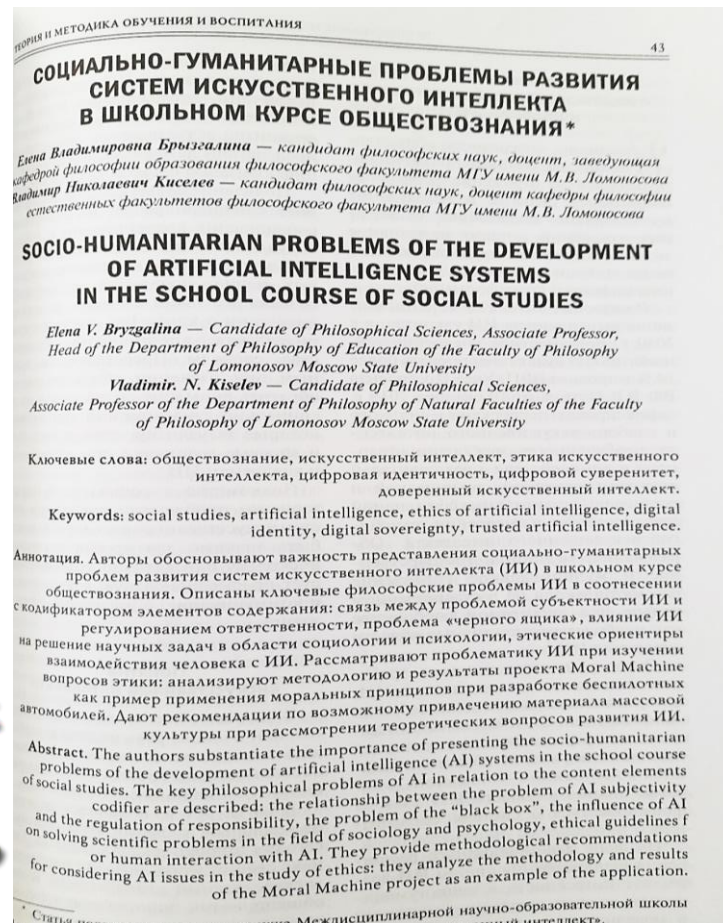 ТЕОРИЯ И МЕТОДИКА ОБУЧЕНИЯ И ВОСПИТАНИЯ
43
СОЦИАЛЬНО-ГУМАНИТАРНЫЕ ПРОБЛЕМЫ РАЗВИТИЯ
СИСТЕМ ИСКУССТВЕННОГО ИНТЕЛЛЕКТА
В ШКОЛЬНОМ КУРСЕ ОБЩЕСТВОЗНАНИЯ*
Елена Владимировна Брызгалина — кандидат философских наук, доцент, заведующая
кафедрой философии образования философского факультета МГУ имени М.В. Ломоносова
Владимир Николаевич Киселев — кандидат философских наук, доцент кафедры философии
естественных факультетов философского факультета МГУ имени М.В. Ломоносова
SOCIO-HUMANITARIAN PROBLEMS OF THE DEVELOPMENT
OF ARTIFICIAL INTELLIGENCE SYSTEMS
IN THE SCHOOL COURSE OF SOCIAL STUDIES
Elena V. Bryzgalina — Candidate of Philosophical Sciences, Associate Professor,
Head of the Department of Philosophy of Education of the Faculty of Philosophy
of Lomonosov Moscow State University
Vladimir. N. Kiselev — Candidate of Philosophical Sciences,
Associate Professor of the Department of Philosophy of Natural Faculties of the Faculty
of Philosophy of Lomonosov Moscow State University
Ключевые слова: обществознание, искусственный интеллект, этика искусственного
интеллекта, цифровая идентичность, цифровой суверенитет,
доверенный искусственный интеллект.
Keywords: social studies, artificial intelligence, ethics of artificial intelligence, digital
identity, digital sovereignty, trusted artificial intelligence.
Аннотация. Авторы обосновывают важность представления социально-гуманитарных
проблем развития систем искусственного интеллекта (ИИ) в школьном курсе
обществознания. Описаны ключевые философские проблемы ИИ в соотнесении
с кодификатором элементов содержания: связь между проблемой субъектности ИИ и
регулированием ответственности, проблема «черного ящика», влияние ИИ
на решение научных задач в области социологии и психологии, этические ориентиры
взаимодействия человека с ИИ. Рассматривают проблематику ИИ при изучении
вопросов этики: анализируют методологию и результаты проекта Moral Machine
как пример применения моральных принципов при разработке беспилотных
автомобилей. Дают рекомендации по возможному привлечению материала массовой
культуры при рассмотрении теоретических вопросов развития ИИ.
Abstract. The authors substantiate the importance of presenting the socio-humanitarian
problems of the development of artificial intelligence (AI) systems in the school course
of social studies. The key philosophical problems of AI in relation to the content elements
codifier are described: the relationship between the problem of AI subjectivity
and the regulation of responsibility, the problem of the “black box”, the influence of AI
on solving scientific problems in the field of sociology and psychology, ethical guidelines f
or human interaction with AI. They provide methodological recommendations
for considering AI issues in the study of ethics: they analyze the methodology and results
of the Moral Machine project as an example of the application.
* Статья Междисциплинарной научно-образовательной школы
интеллект».